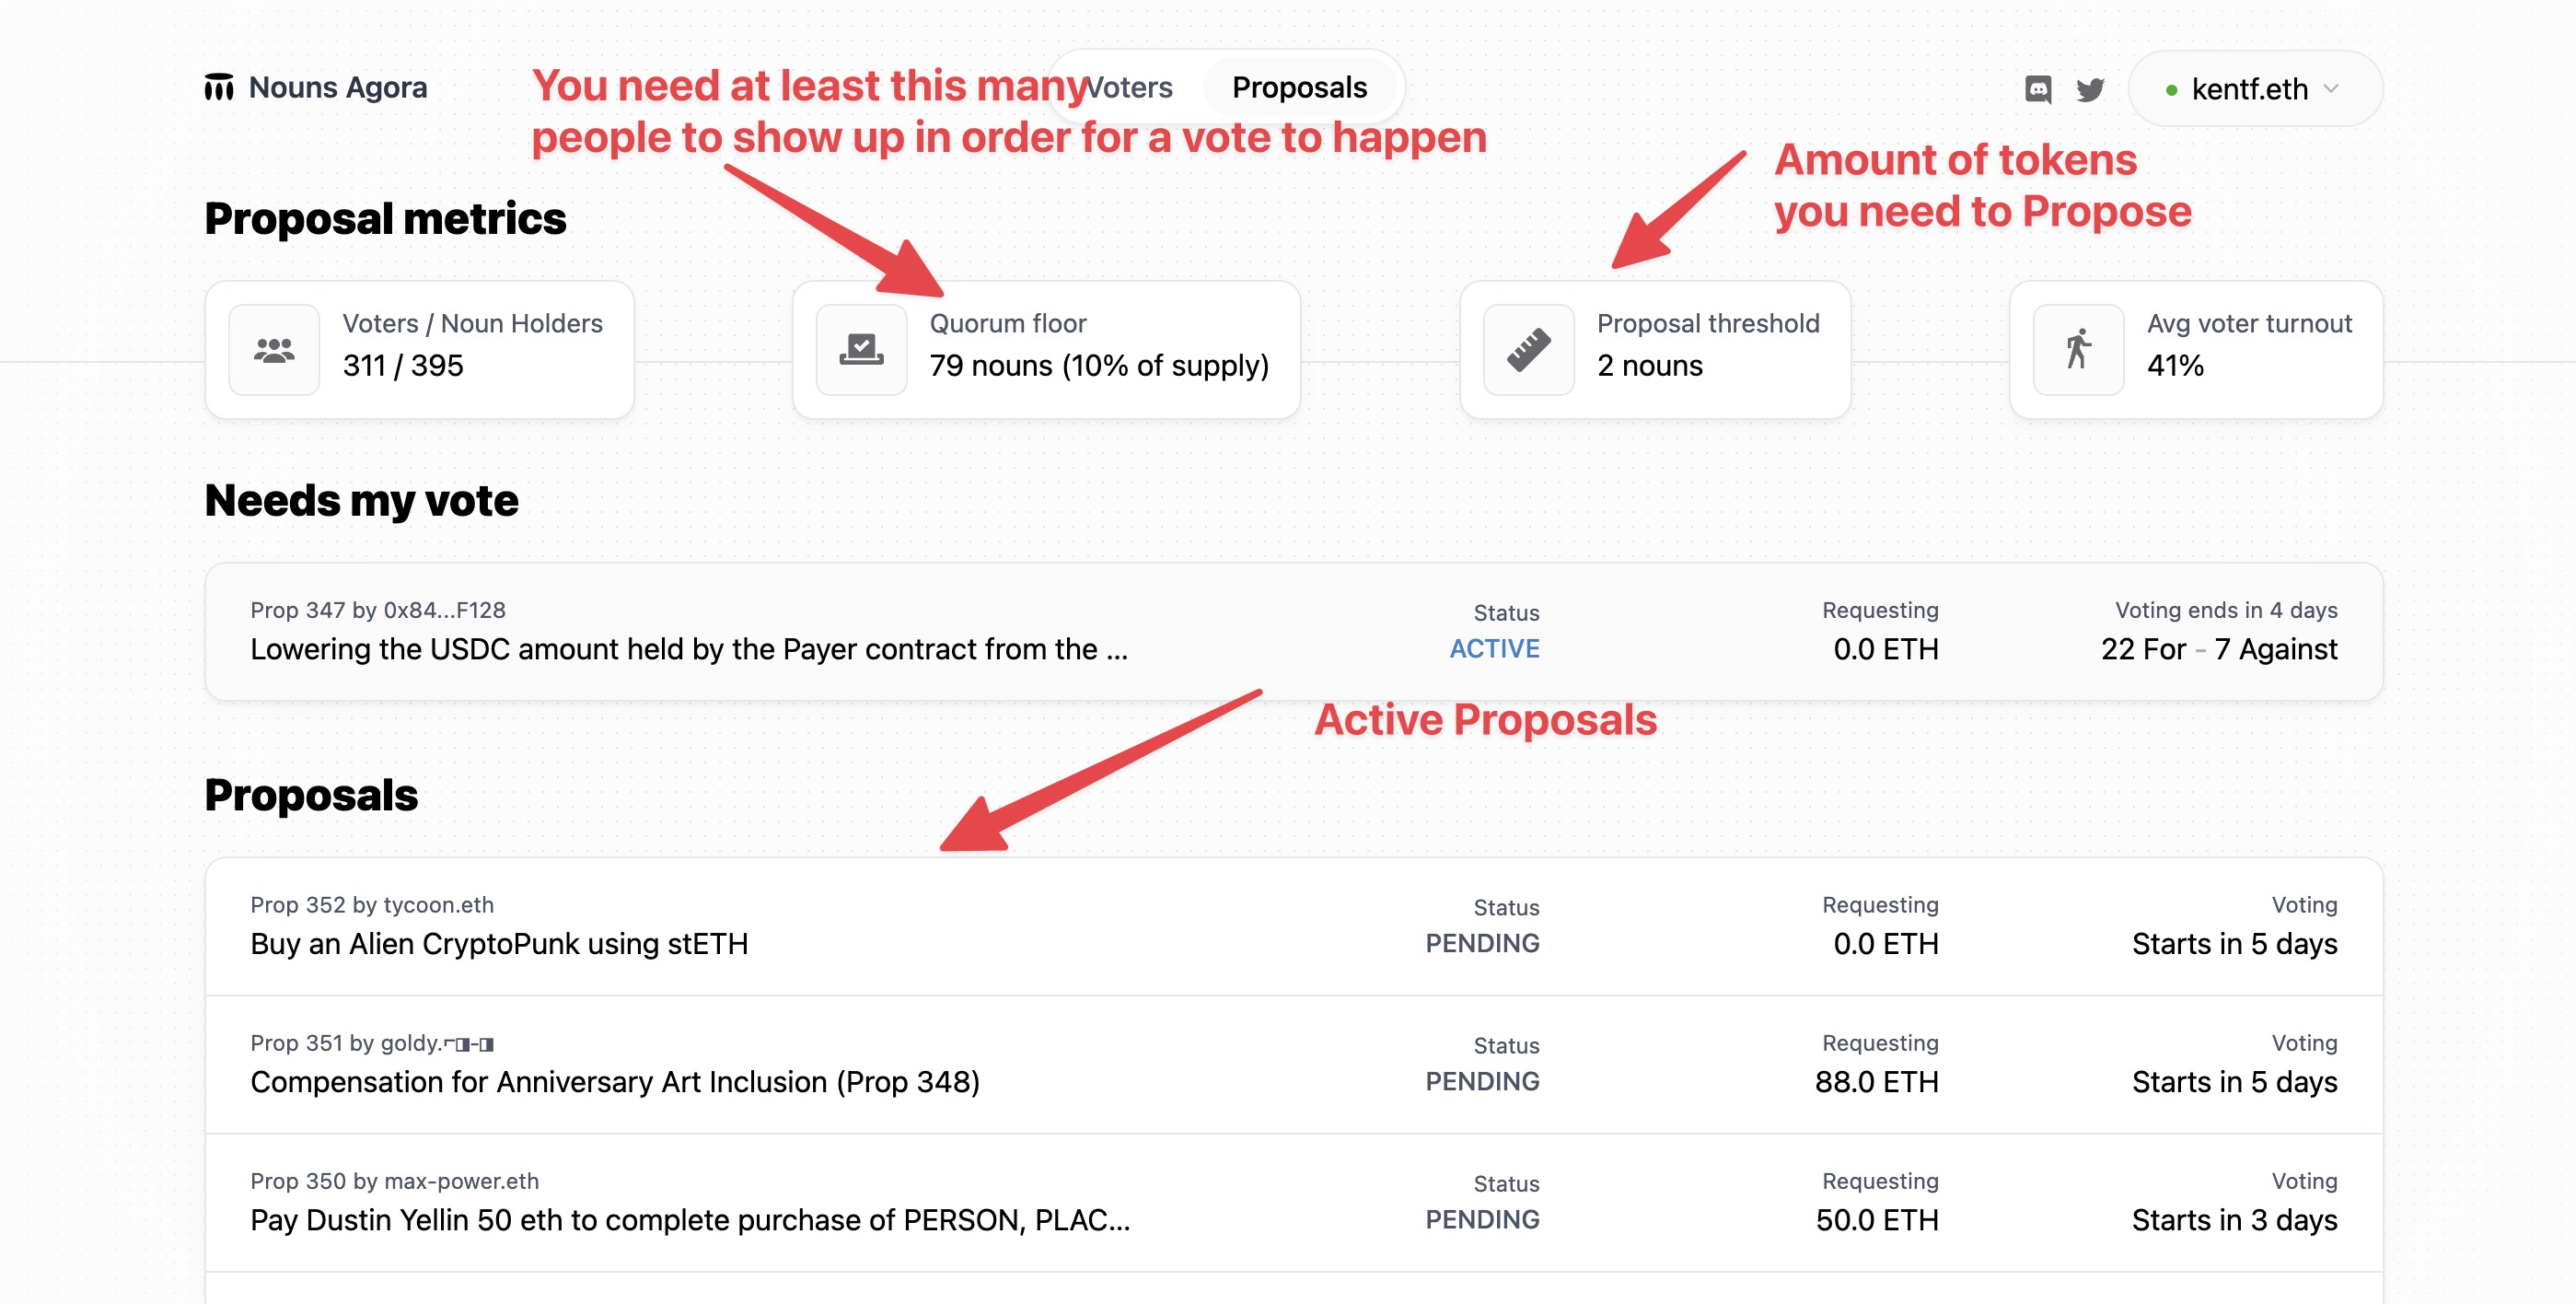 Nouns Agora
You need at least this many
people to show up in order for a vote to happen
Voters
Proposals
kentf.eth
Amount of tokens
you need to Propose
Proposal metrics
Voters / Noun Holders
311 / 395
Quorum floor
79 nouns (10% of supply)
Proposal threshold
2 nouns
Avg voter turnout
41%
Needs my vote
Prop 347 by 0x84...F128
Lowering the USDC amount held by the Payer contract from the ...
Status
ACTIVE
Requesting
0.0 ETH
Voting ends in 4 days
22 For - 7 Against
Active Proposals
Proposals
Prop 352 by tycoon.eth
Buy an Alien CryptoPunk using stETH
Status
PENDING
Requesting
0.0 ETH
Voting
Starts in 5 days
Prop 351 by goldy.⌐◨-◨
Compensation for Anniversary Art Inclusion (Prop 348)
Status
PENDING
Requesting
88.0 ETH
Voting
Starts in 5 days
Prop 350 by max-power.eth
Pay Dustin Yellin 50 eth to complete purchase of PERSON, PLAC...
Status
PENDING
Requesting
50.0 ETH
Voting
Starts in 3 days